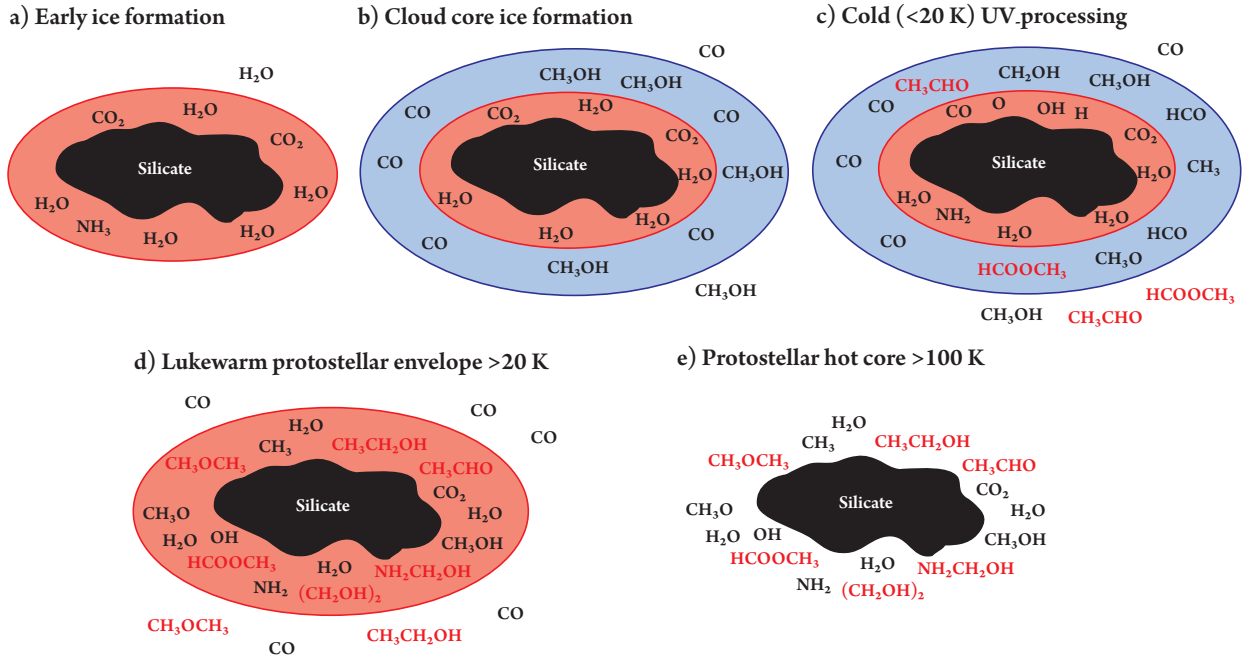 a) Early ice formation
H₂O
CO₂
H₂O
CO₂
Silicate
H₂O
H₂O
NH₃
H₂O
H₂O
b) Cloud core ice formation
CO
CH₃OH
CH₃OH
CO
CO₂
H₂O
CO
CO₂
CO
Silicate
H₂O
CH₃OH
H₂O
H₂O
CO
H₂O
CO
CH₃OH
CH₃OH
c) Cold (<20 K) UV-processing
CO
CH₃CHO
CH₂OH
CH₃OH
CO
CO
O
OH
H
HCO
CO₂
CO
Silicate
H₂O
CH₃
H₂O
NH₂
H₂O
CO
H₂O
HCO
CH₃O
HCOOCH₃
HCOOCH₃
CH₃OH
CH₃CHO
d) Lukewarm protostellar envelope >20 K
CO
CO
H₂O
CO
CH₃
CH₃CH₂OH
CH₃OCH₃
CH₃CHO
CO₂
Silicate
CH₃O
H₂O
H₂O
OH
CH₃OH
HCOOCH₃
H₂O
NH₂CH₂OH
NH₂
(CH₂OH)₂
CO
CH₃OCH₃
CH₃CH₂OH
CO
e) Protostellar hot core >100 K
H₂O
CH₃
CH₃CH₂OH
CH₃OCH₃
CH₃CHO
CO₂
Silicate
CH₃O
H₂O
H₂O
OH
CH₃OH
HCOOCH₃
H₂O
NH₂CH₂OH
NH₂
(CH₂OH)₂